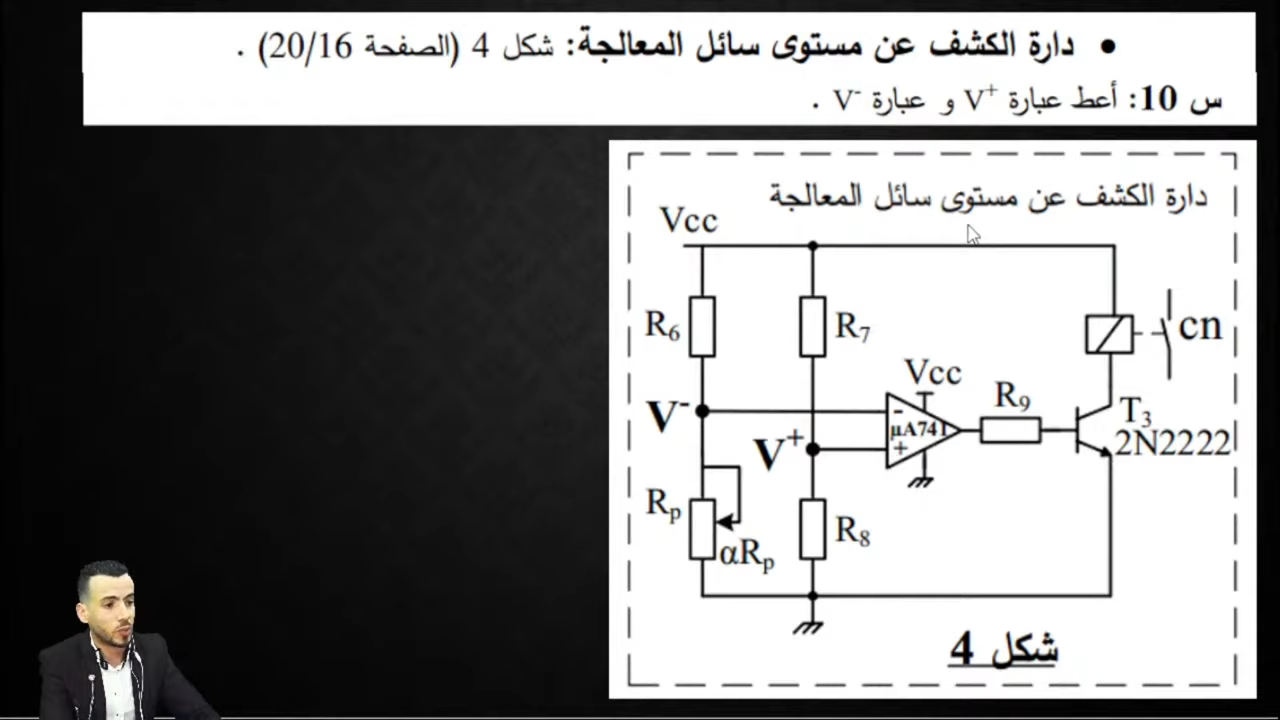 • دارة الكشف عن مستوى سائل المعالجة: شكل 4 (الصفحة 20/16) .
س 10: أعط عبارة V⁺ و عبارة V⁻ .
دارة الكشف عن مستوى سائل المعالجة
Vcc
R₆
R₇
cn
Vcc
R₉
T₃
V⁻
-
µA741
2N2222
V⁺
+
Rₚ
R₈
αRₚ
شكل 4